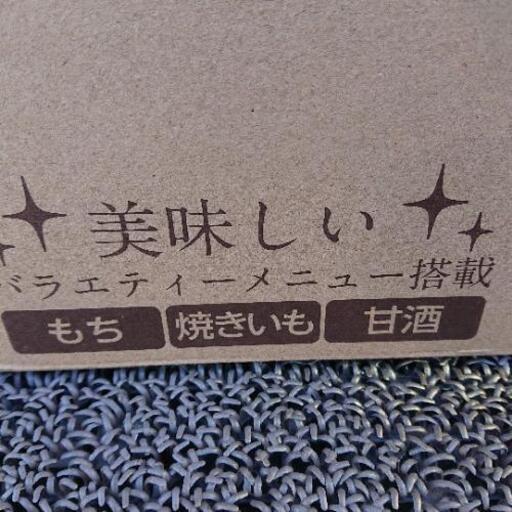 美味しい
バラエティーメニュー搭載
もち 焼きいも 甘酒